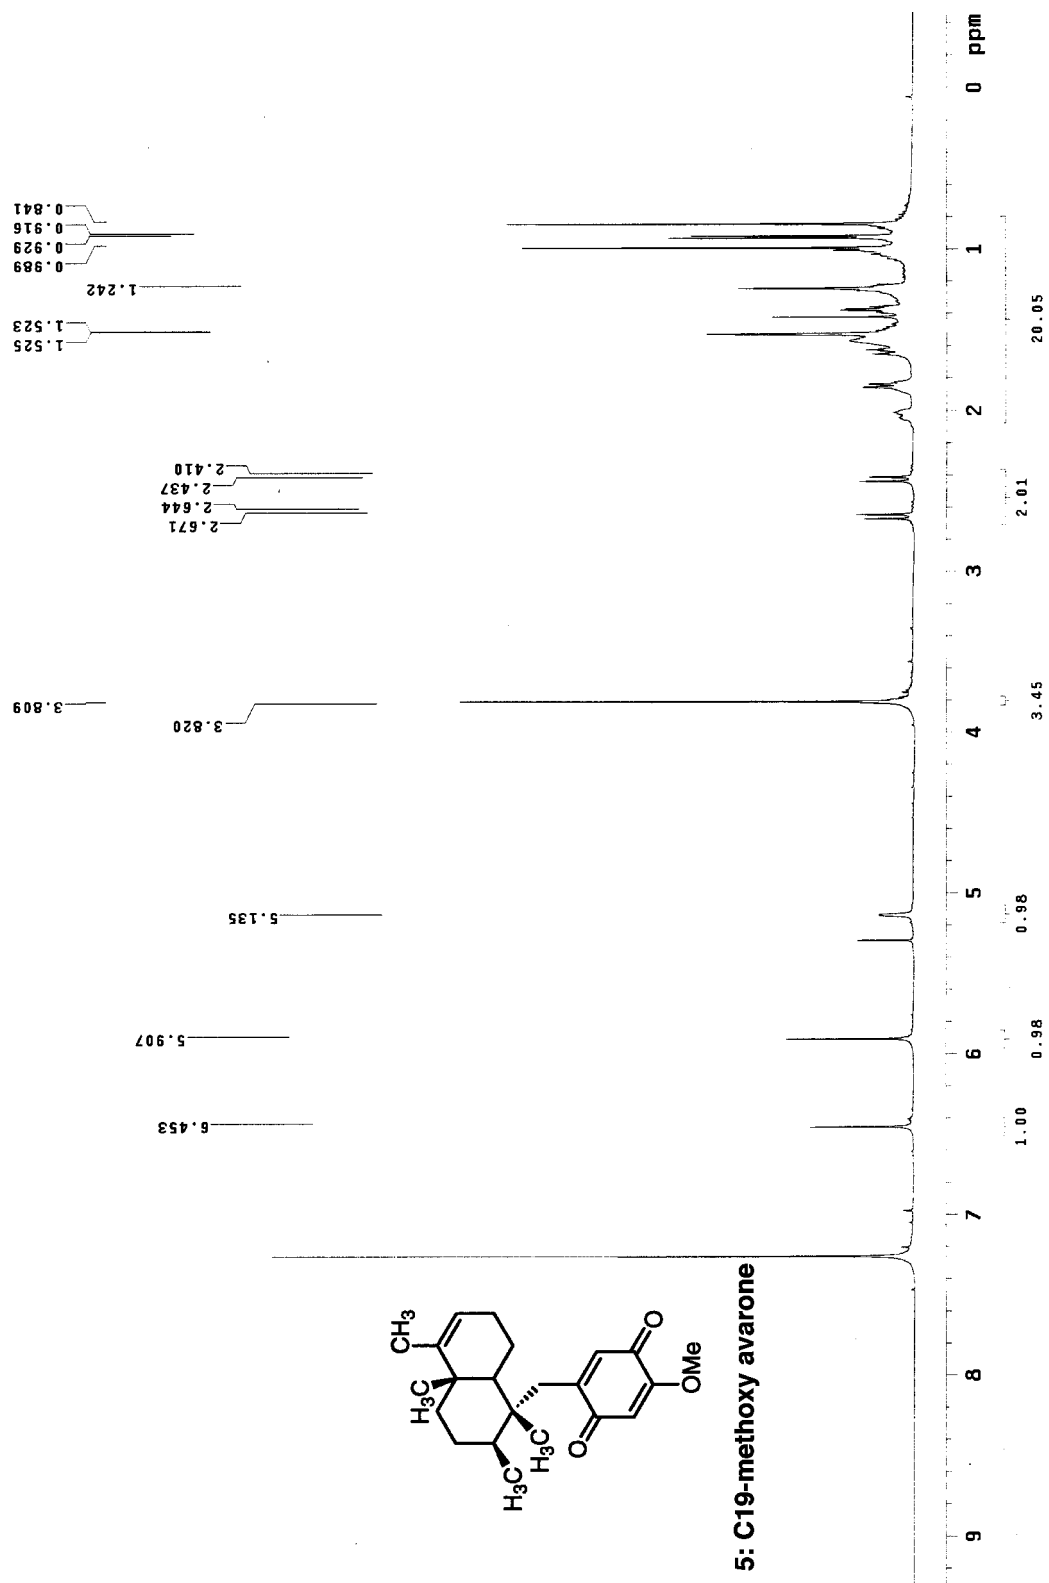 0.841
0.916
0.929
0.989
1.242
1.523
1.525
2.410
2.437
2.644
2.671
3.809
3.820
5.135
5.907
6.453
CH3
H3C
H3C
H3C
O
O
OMe
5: C19-methoxy avarone
9 8 7 6 5 4 3 2 1 0 ppm
1.00
0.98
0.98
3.45
2.01
20.05